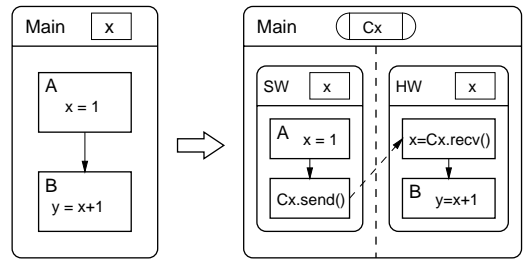 Main x
A
x = 1
B
y = x+1
Main Cx
SW x
A x = 1
Cx.send()
HW x
x=Cx.recv()
B y=x+1